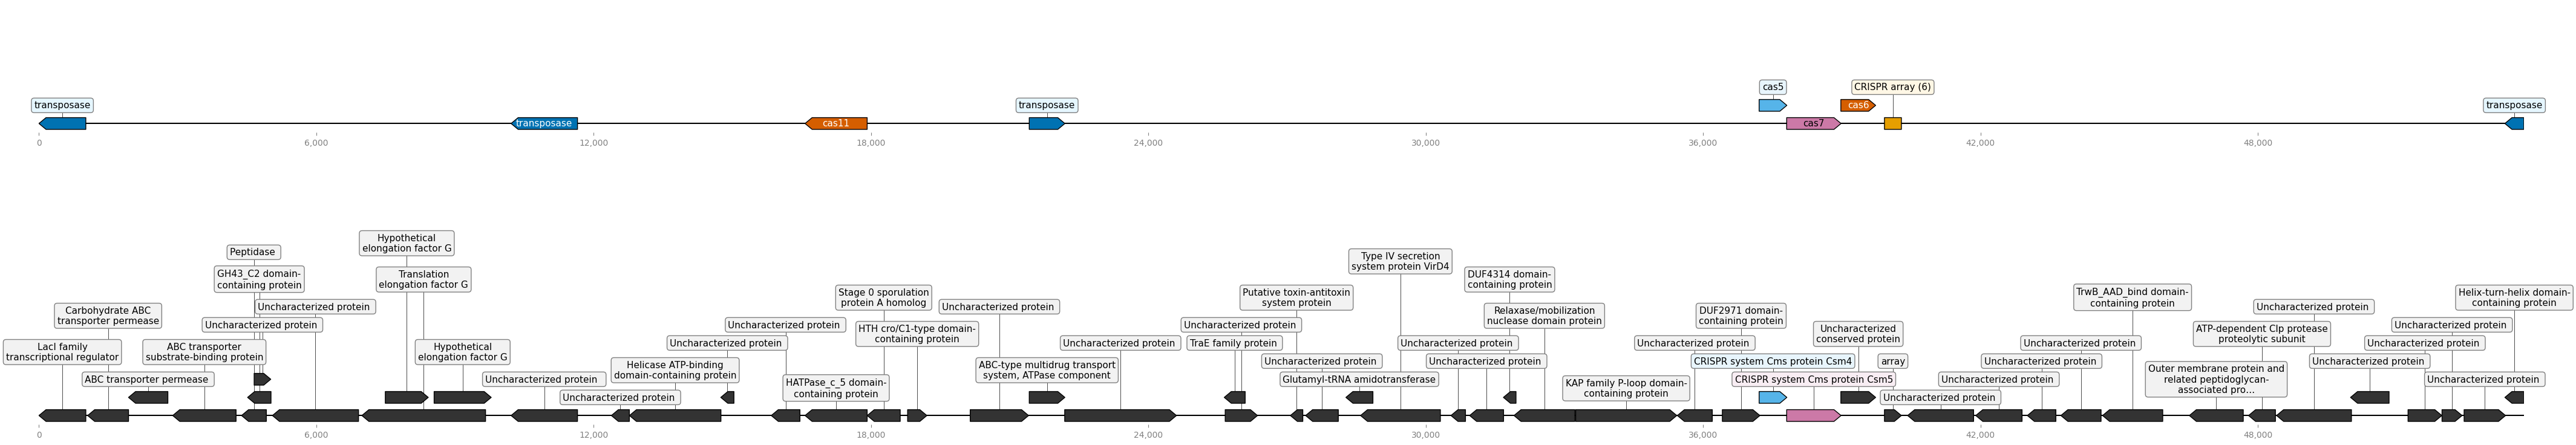 cas5
CRISPR array (6)
transposase
transposase
cas6
transposase
transposase
cas11
cas7
0
6,000
12,000
18,000
24,000
30,000
36,000
42,000
48,000
Hypothetical
elongation factor G
Peptidase
Type IV secretion
system protein VirD4
GH43_C2 domain-
containing protein
Translation
elongation factor G
DUF4314 domain-
containing protein
Stage 0 sporulation
protein A homolog
Putative toxin-antitoxin
system protein
TrwB_AAD_bind domain-
containing protein
Helix-turn-helix domain-
containing protein
Uncharacterized protein
Uncharacterized protein
Uncharacterized protein
Carbohydrate ABC
transporter permease
Relaxase/mobilization
nuclease domain protein
DUF2971 domain-
containing protein
Uncharacterized protein
Uncharacterized protein
Uncharacterized protein
Uncharacterized protein
HTH cro/C1-type domain-
containing protein
Uncharacterized
conserved protein
ATP-dependent Clp protease
proteolytic subunit
Uncharacterized protein
Uncharacterized protein
TraE family protein
Uncharacterized protein
Uncharacterized protein
Uncharacterized protein
Uncharacterized protein
LacI family
transcriptional regulator
ABC transporter
substrate-binding protein
Hypothetical
elongation factor G
Helicase ATP-binding
domain-containing protein
ABC-type multidrug transport
system, ATPase component
Uncharacterized protein
Uncharacterized protein
CRISPR system Cms protein Csm4
array
Uncharacterized protein
Uncharacterized protein
ABC transporter permease
Uncharacterized protein
HATPase_c_5 domain-
containing protein
Glutamyl-tRNA amidotransferase
KAP family P-loop domain-
containing protein
CRISPR system Cms protein Csm5
Uncharacterized protein
Outer membrane protein and
related peptidoglycan-
associated pro...
Uncharacterized protein
Uncharacterized protein
Uncharacterized protein
0
6,000
12,000
18,000
24,000
30,000
36,000
42,000
48,000